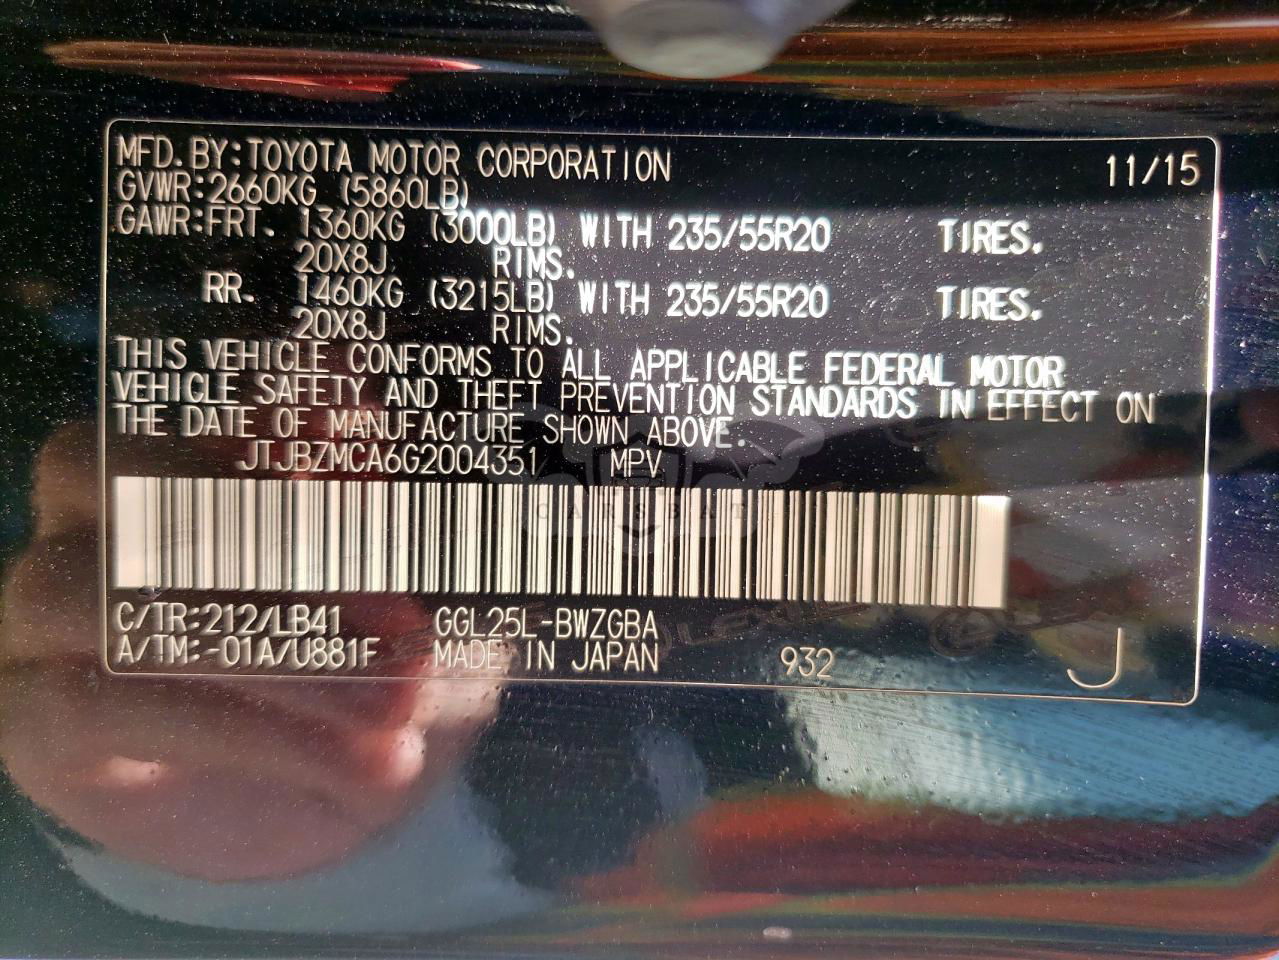 MFD.BY:TOYOTA MOTOR CORPORATION 11/15
GVWR:2660KG (5860LB)
GAWR:FRT. 1360KG (3000LB) WITH 235/55R20 TIRES.
20X8J RIMS.
RR. 1460KG (3215LB) WITH 235/55R20 TIRES.
20X8J RIMS.
THIS VEHICLE CONFORMS TO ALL APPLICABLE FEDERAL MOTOR
VEHICLE SAFETY AND THEFT PREVENTION STANDARDS IN EFFECT ON
THE DATE OF MANUFACTURE SHOWN ABOVE.
JTJBZMCA6G2004351 MPV
CARSBAT
C/TR:212/LB41 GGL25L-BWZGBA
A/TM:-01A/U881F MADE IN JAPAN 932 J